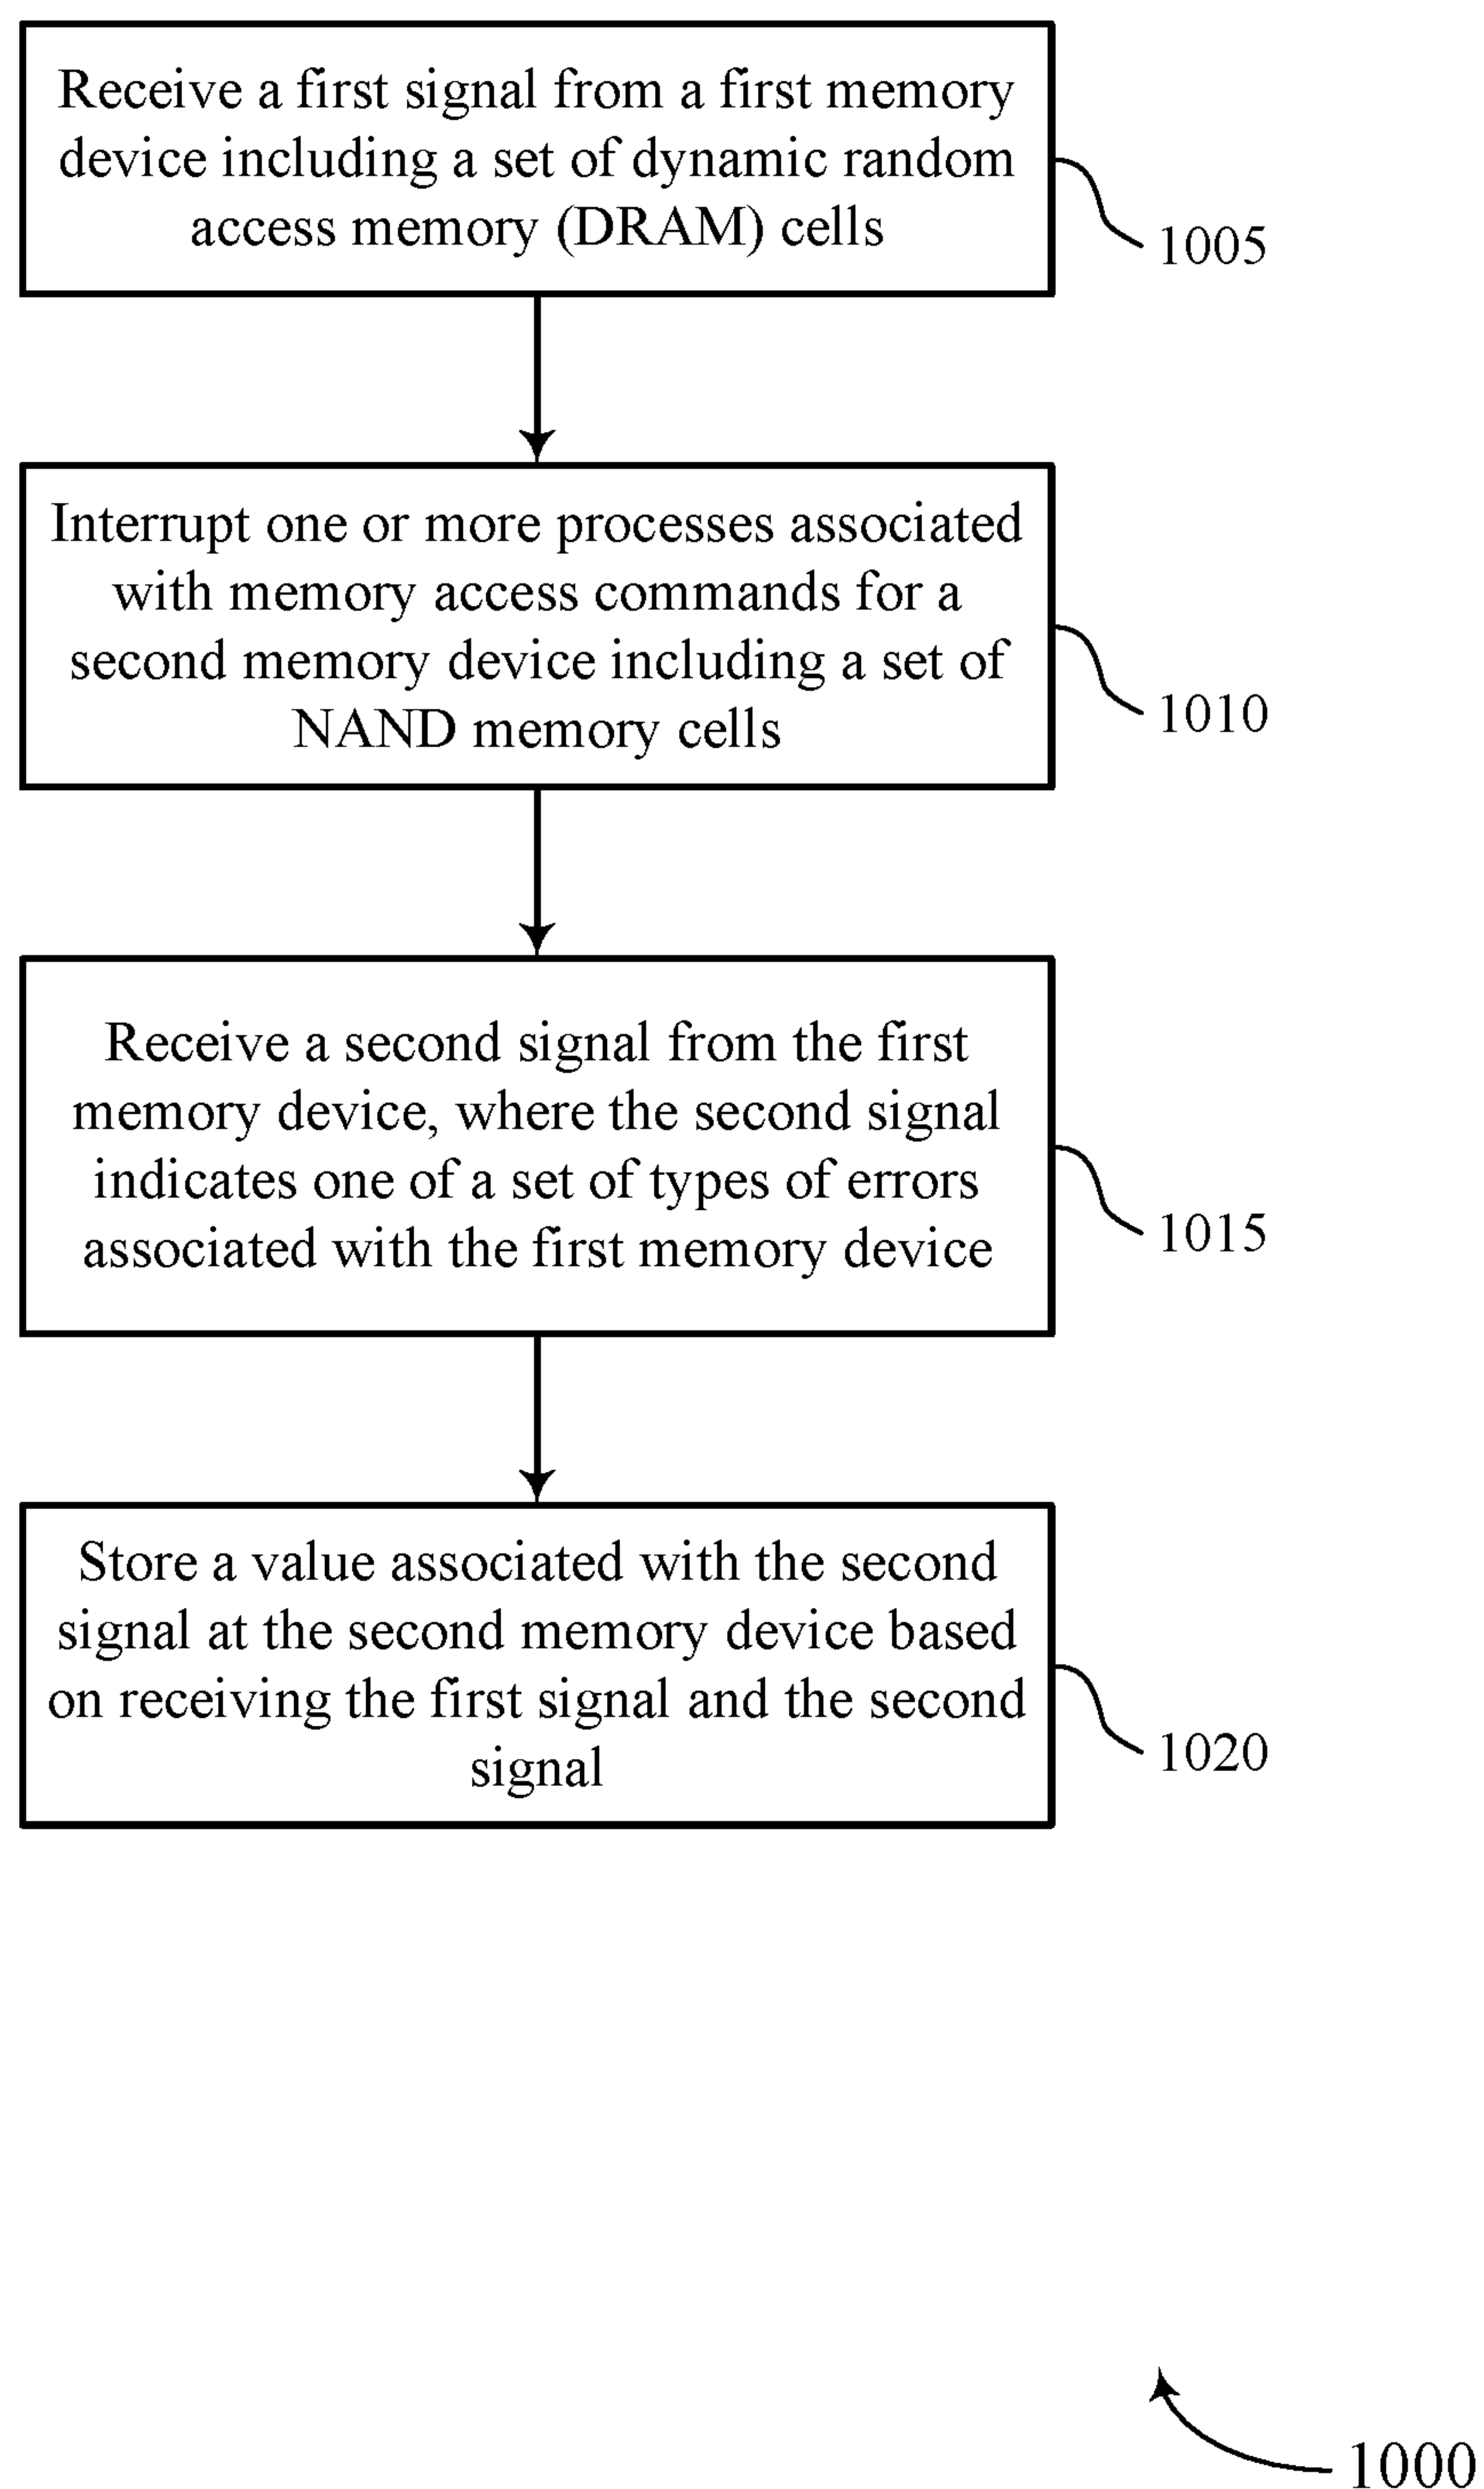 Receive a first signal from a first memory
device including a set of dynamic random
access memory (DRAM) cells
1005
Interrupt one or more processes associated
with memory access commands for a
second memory device including a set of
NAND memory cells
1010
Receive a second signal from the first
memory device, where the second signal
indicates one of a set of types of errors
associated with the first memory device
1015
Store a value associated with the second
signal at the second memory device based
on receiving the first signal and the second
signal
1020
1000